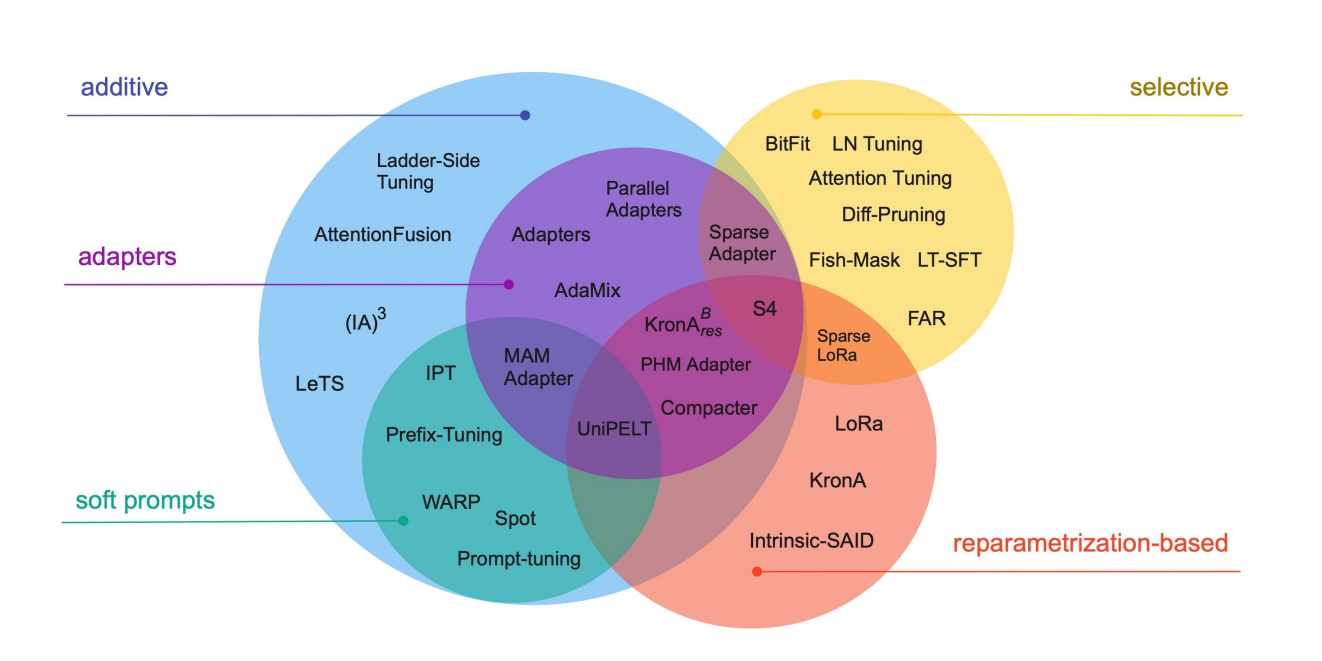 additive
selective
BitFit LN Tuning
Ladder-Side
Tuning
Attention Tuning
Parallel
Adapters
Diff-Pruning
AttentionFusion
Adapters
Sparse
Adapter
adapters
Fish-Mask LT-SFT
AdaMix
(IA)³
KronA^B_res
S4
FAR
Sparse
LoRa
MAM
Adapter
PHM Adapter
IPT
LeTS
Compacter
Prefix-Tuning
UniPELT
LoRa
KronA
soft prompts
WARP
Spot
Intrinsic-SAID
reparametrization-based
Prompt-tuning